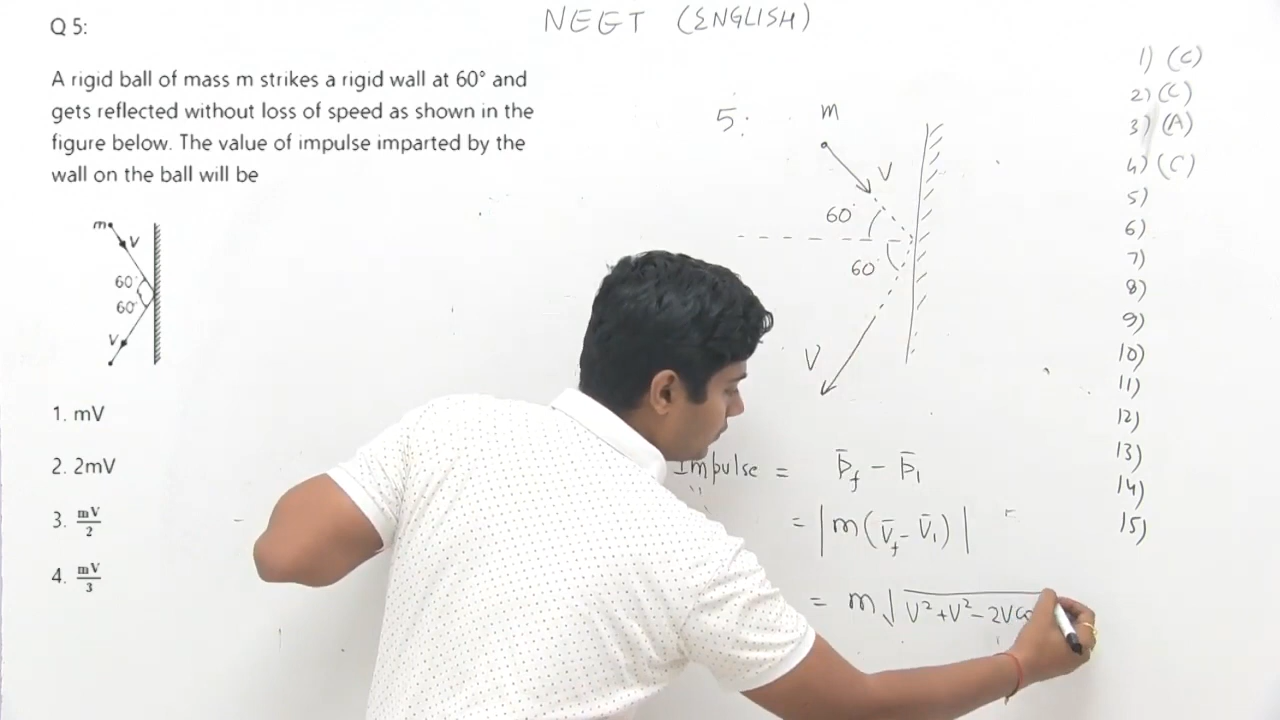 Q 5:
NEET (ENGLISH)
A rigid ball of mass m strikes a rigid wall at 60° and
gets reflected without loss of speed as shown in the
figure below. The value of impulse imparted by the
wall on the ball will be
m
V
60°
60°
V
1. mV
2. 2mV
3. mV/2
4. mV/3
5:
m
V
60°
60°
V
Impulse = p̄f - p̄i
= |m(v̄f - v̄i)|
= m√V²+V²-2V
1) (C)
2) (C)
3) (A)
4) (C)
5)
6)
7)
8)
9)
10)
11)
12)
13)
14)
15)